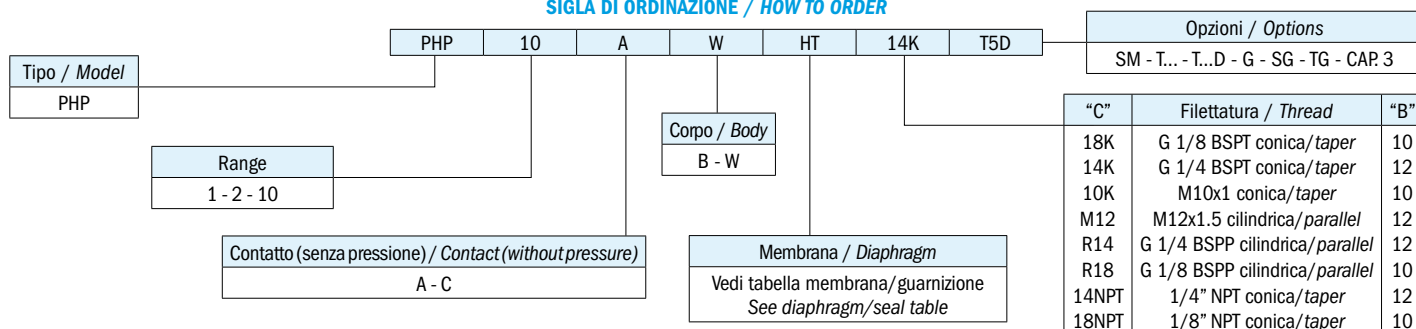 SIGLA DI ORDINAZIONE / HOW TO ORDER
PHP 10 A W HT 14K T5D
Opzioni / Options
SM - T... - T...D - G - SG - TG - CAP. 3
Tipo / Model
PHP
Corpo / Body
B - W
Range
1 - 2 - 10
Contatto (senza pressione) / Contact (without pressure)
A - C
Membrana / Diaphragm
Vedi tabella membrana/guarnizione
See diaphragm/seal table
“C” Filettatura / Thread “B”
18K G 1/8 BSPT conica/taper 10
14K G 1/4 BSPT conica/taper 12
10K M10x1 conica/taper 10
M12 M12x1.5 cilindrica/parallel 12
R14 G 1/4 BSPP cilindrica/parallel 12
R18 G 1/8 BSPP cilindrica/parallel 10
14NPT 1/4” NPT conica/taper 12
18NPT 1/8” NPT conica/taper 10